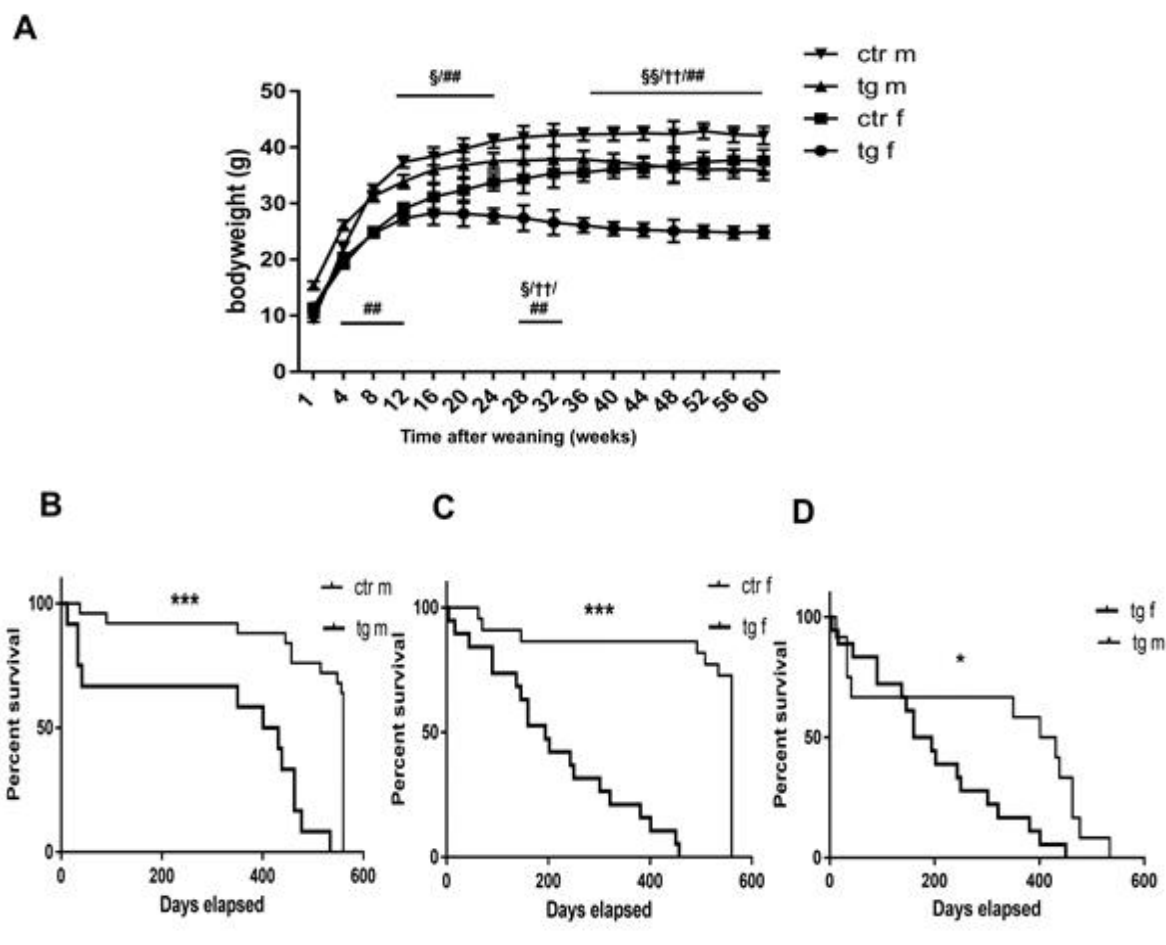 A
ctr m
tg m
ctr f
tg f
§/##
§§/††/##
50
40
30
20
10
0
bodyweight (g)
##
§/††/
##
1 4 8 12 16 20 24 28 32 36 40 44 48 52 56 60
Time after weaning (weeks)
B
C
D
ctr m
tg m
***
100
50
0
Percent survival
0 200 400 600
Days elapsed
ctr f
tg f
***
100
50
0
Percent survival
0 200 400 600
Days elapsed
tg f
tg m
*
100
50
0
Percent survival
0 200 400 600
Days elapsed